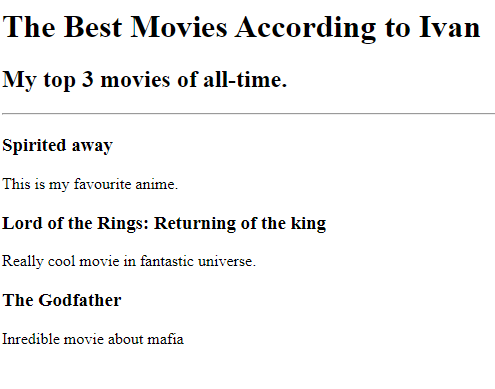 The Best Movies According to Ivan
My top 3 movies of all-time.
Spirited away
This is my favourite anime.
Lord of the Rings: Returning of the king
Really cool movie in fantastic universe.
The Godfather
Inredible movie about mafia